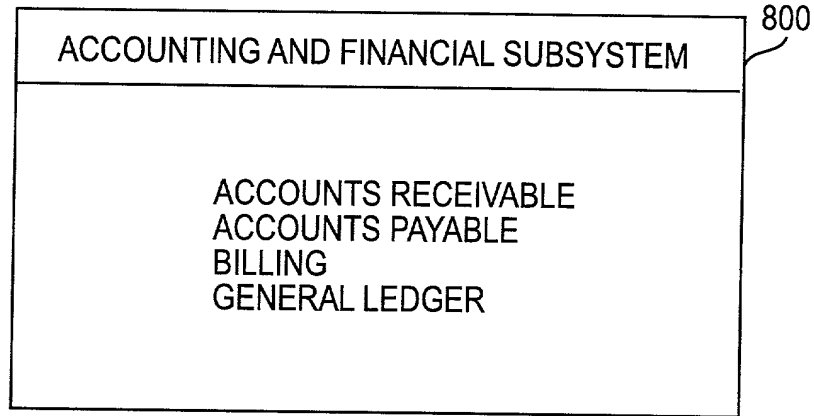 800
ACCOUNTING AND FINANCIAL SUBSYSTEM
ACCOUNTS RECEIVABLE
ACCOUNTS PAYABLE
BILLING
GENERAL LEDGER